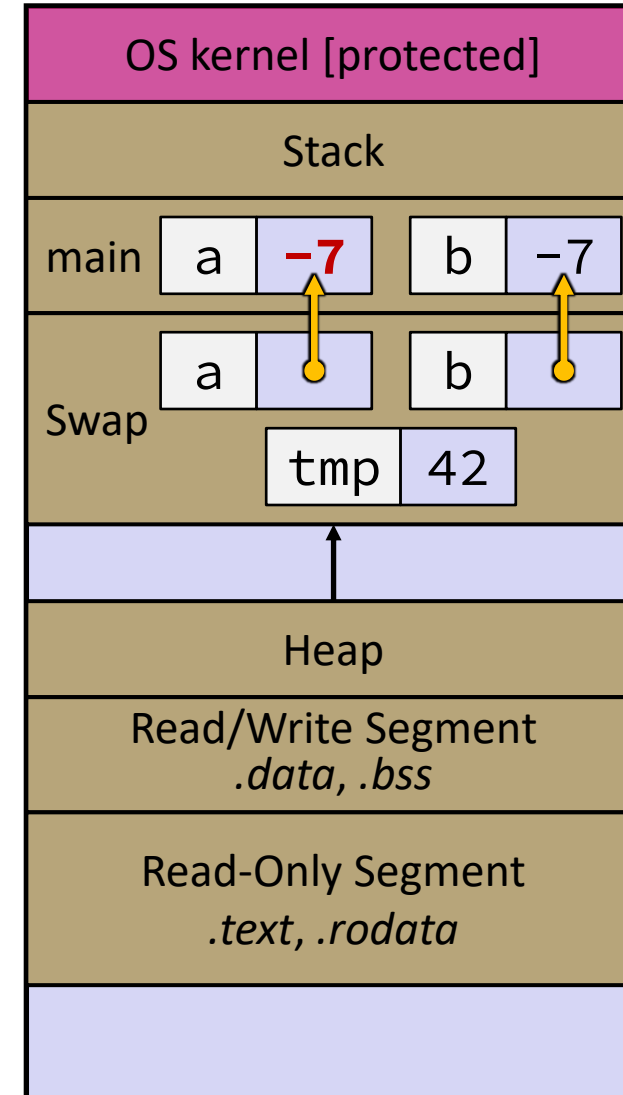 OS kernel [protected]
Stack
main a -7 b -7
a b
Swap
tmp 42
Heap
Read/Write Segment
.data, .bss
Read-Only Segment
.text, .rodata